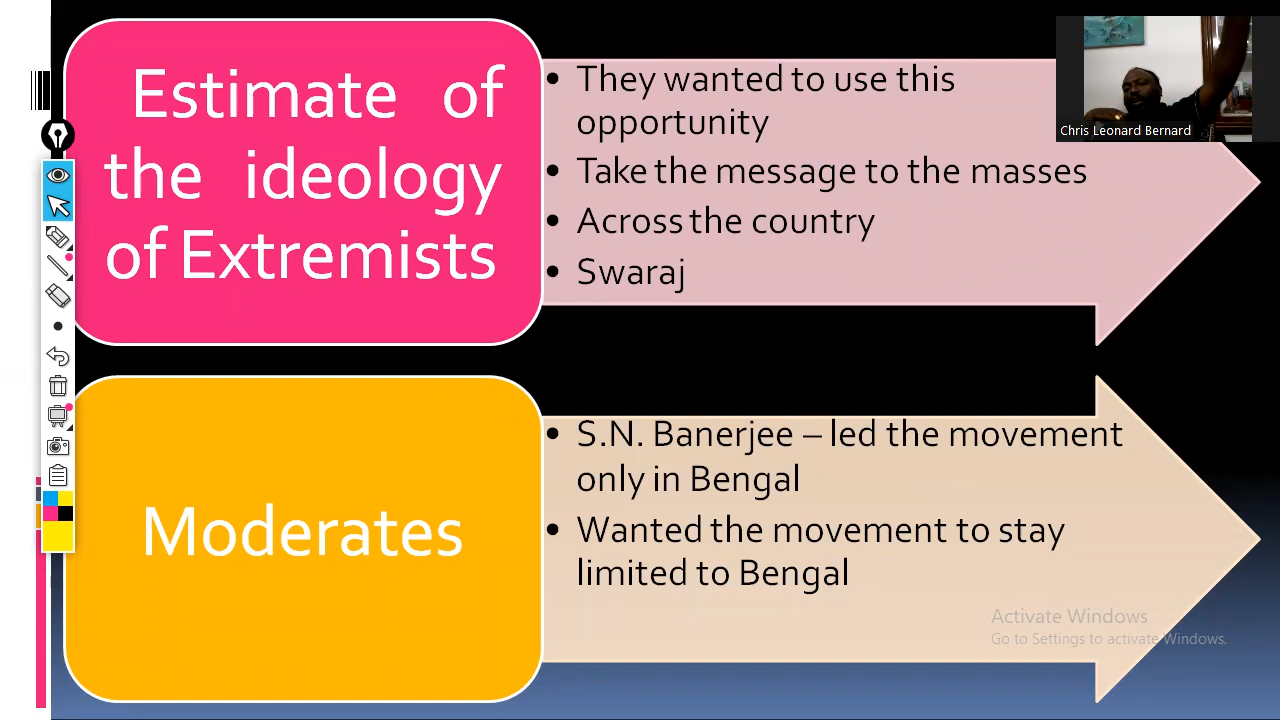 Estimate of
the ideology
of Extremists
• They wanted to use this
opportunity
• Take the message to the masses
• Across the country
• Swaraj
Chris Leonard Bernard
Moderates
• S.N. Banerjee – led the movement
only in Bengal
• Wanted the movement to stay
limited to Bengal
Activate Windows
Go to Settings to activate Windows.